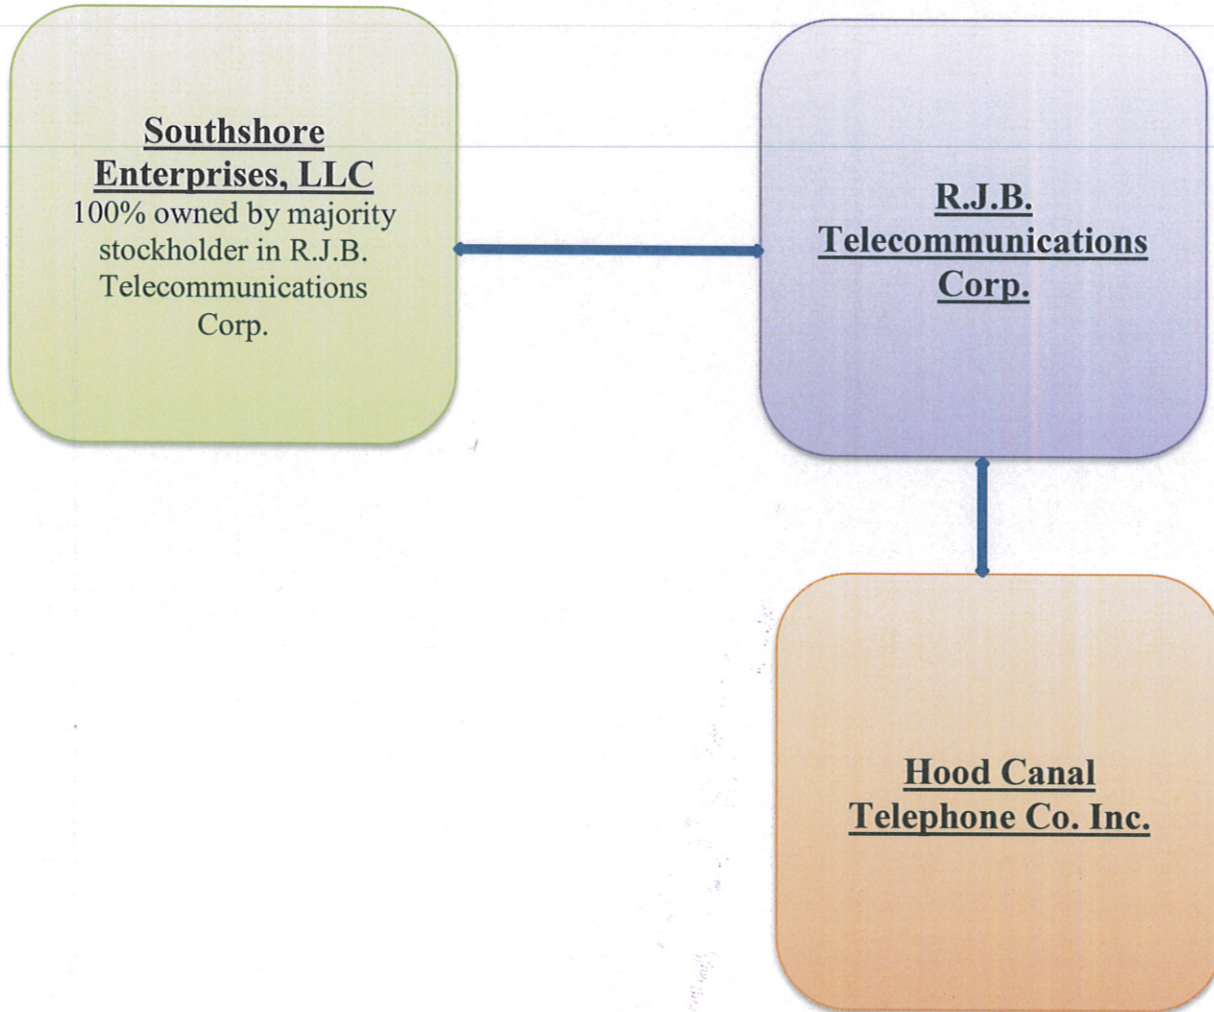 Southshore
Enterprises, LLC
100% owned by majority
stockholder in R.J.B.
Telecommunications
Corp.
R.J.B.
Telecommunications
Corp.
Hood Canal
Telephone Co. Inc.